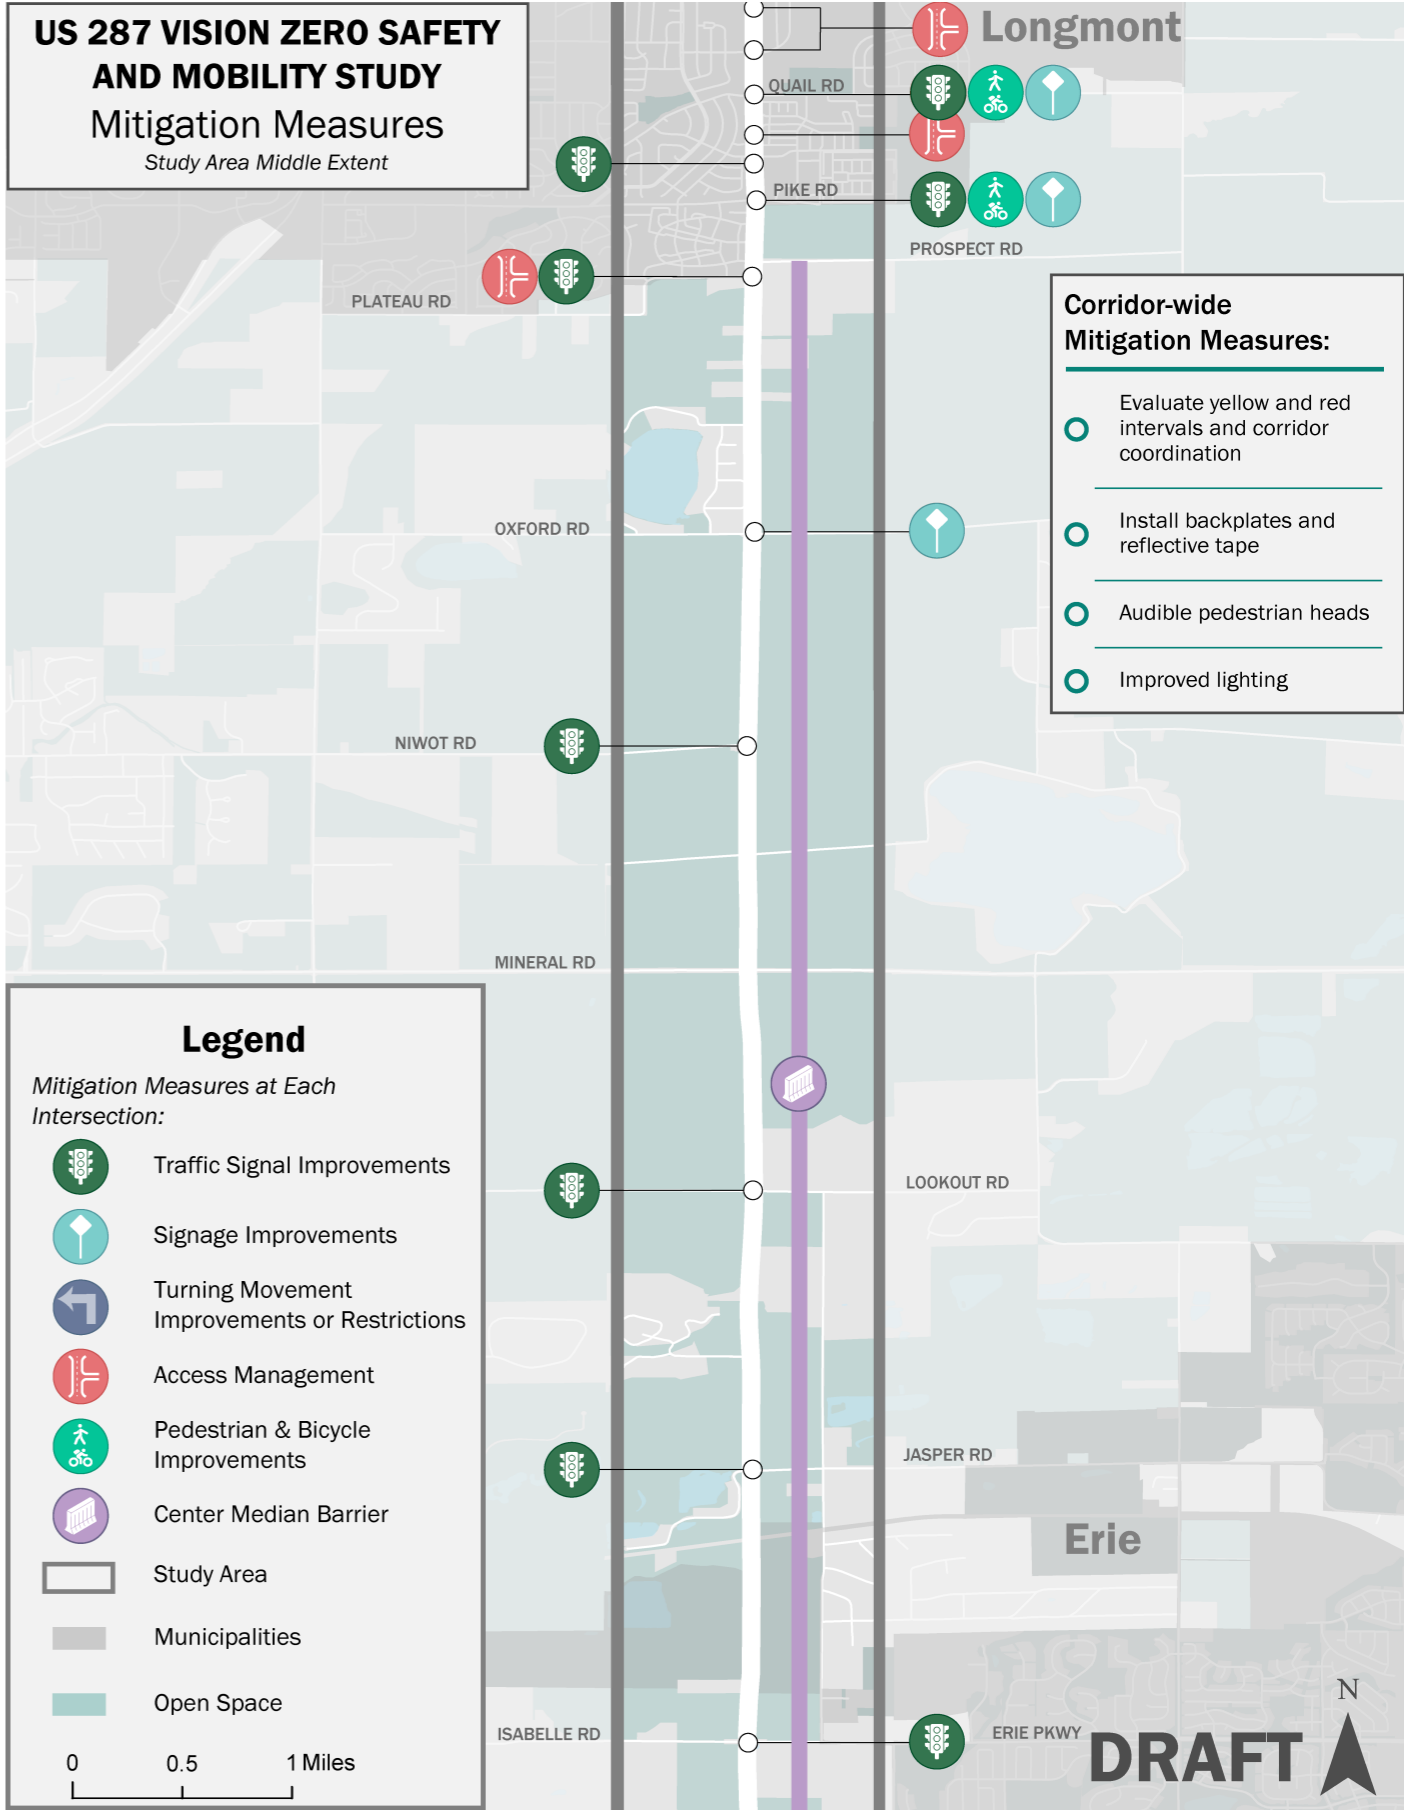 US 287 VISION ZERO SAFETY
AND MOBILITY STUDY
Mitigation Measures
Study Area Middle Extent
Longmont
QUAIL RD
PIKE RD
PROSPECT RD
PLATEAU RD
Corridor-wide
Mitigation Measures:
Evaluate yellow and red
intervals and corridor
coordination
Install backplates and
reflective tape
Audible pedestrian heads
Improved lighting
OXFORD RD
NIWOT RD
MINERAL RD
LOOKOUT RD
JASPER RD
Erie
ISABELLE RD
ERIE PKWY
Legend
Mitigation Measures at Each
Intersection:
Traffic Signal Improvements
Signage Improvements
Turning Movement
Improvements or Restrictions
Access Management
Pedestrian & Bicycle
Improvements
Center Median Barrier
Study Area
Municipalities
Open Space
0 0.5 1 Miles
N
DRAFT